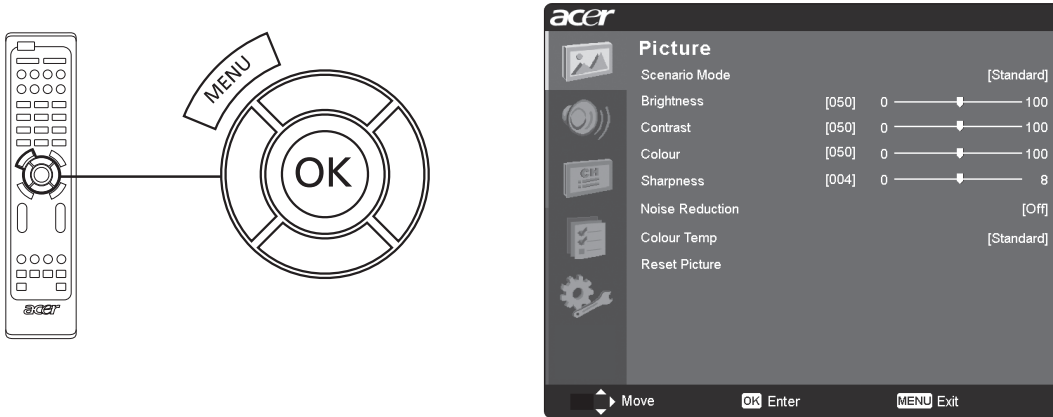 acer
MENU
OK
acer
Picture
Scenario Mode [Standard]
Brightness [050] 0 100
Contrast [050] 0 100
Colour [050] 0 100
Sharpness [004] 0 8
Noise Reduction [Off]
Colour Temp [Standard]
Reset Picture
CH
Move OK Enter MENU Exit